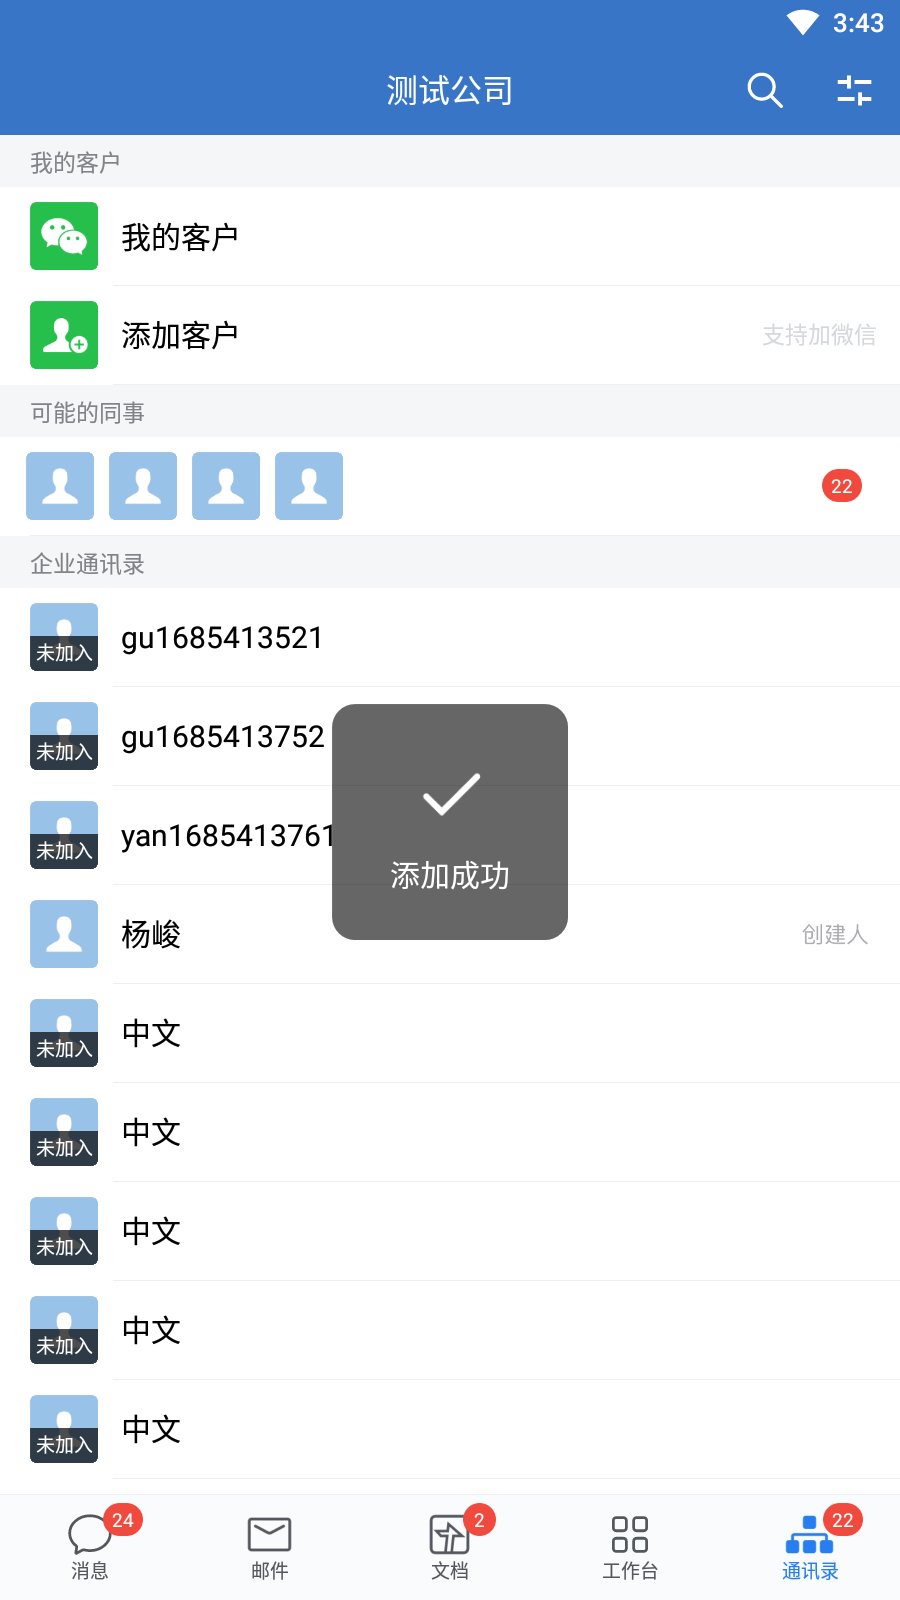 3:43
测试公司
我的客户
我的客户
添加客户
支持加微信
可能的同事
22
企业通讯录
未加入
gu1685413521
未加入
gu1685413752
未加入
yan1685413761
添加成功
杨峻
创建人
未加入
中文
未加入
中文
未加入
中文
未加入
中文
未加入
中文
24
消息
邮件
2
文档
工作台
22
通讯录